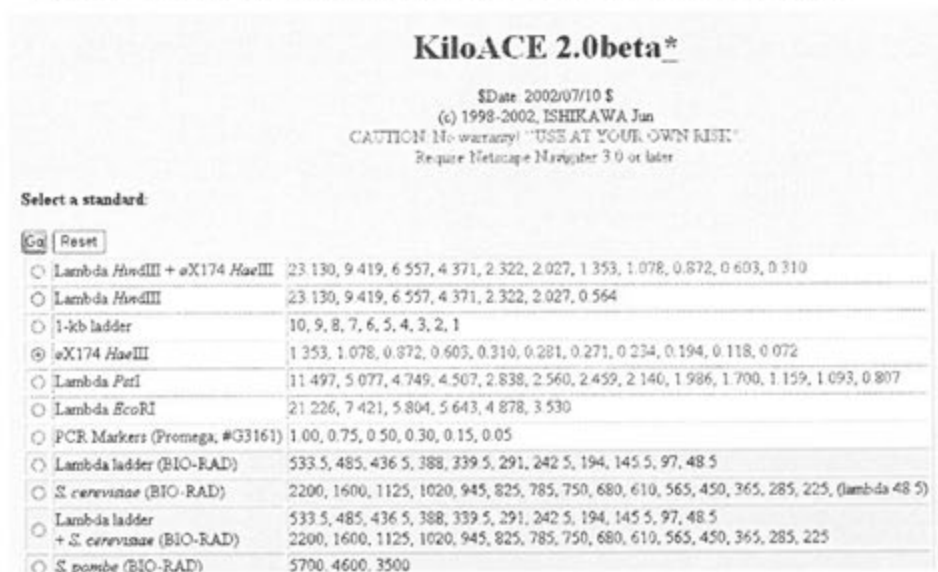 KiloACE 2.0beta*
$Date: 2002/07/10 $
(c) 1998-2002, ISHIKAWA Jun
CAUTION: No warranty! "USE AT YOUR OWN RISK".
Require Netscape Navigater 3.0 or later
Select a standard:
Go Reset
Lambda HindIII + øX174 HaeIII 23.130, 9.419, 6.557, 4.371, 2.322, 2.027, 1.353, 1.078, 0.872, 0.603, 0.310
Lambda HindIII 23.130, 9.419, 6.557, 4.371, 2.322, 2.027, 0.564
1-kb ladder 10, 9, 8, 7, 6, 5, 4, 3, 2, 1
øX174 HaeIII 1.353, 1.078, 0.872, 0.603, 0.310, 0.281, 0.271, 0.234, 0.194, 0.118, 0.072
Lambda PstI 11.497, 5.077, 4.749, 4.507, 2.838, 2.560, 2.459, 2.140, 1.986, 1.700, 1.159, 1.093, 0.807
Lambda EcoRI 21.226, 7.421, 5.804, 5.643, 4.878, 3.530
PCR Markers (Promega, #G3161) 1.00, 0.75, 0.50, 0.30, 0.15, 0.05
Lambda ladder (BIO-RAD) 533.5, 485, 436.5, 388, 339.5, 291, 242.5, 194, 145.5, 97, 48.5
S. cerevisiae (BIO-RAD) 2200, 1600, 1125, 1020, 945, 825, 785, 750, 680, 610, 565, 450, 365, 285, 225, (lambda 48.5)
Lambda ladder 533.5, 485, 436.5, 388, 339.5, 291, 242.5, 194, 145.5, 97, 48.5
+ S. cerevisiae (BIO-RAD) 2200, 1600, 1125, 1020, 945, 825, 785, 750, 680, 610, 565, 450, 365, 285, 225
S. pombe (BIO-RAD) 5700, 4600, 3500